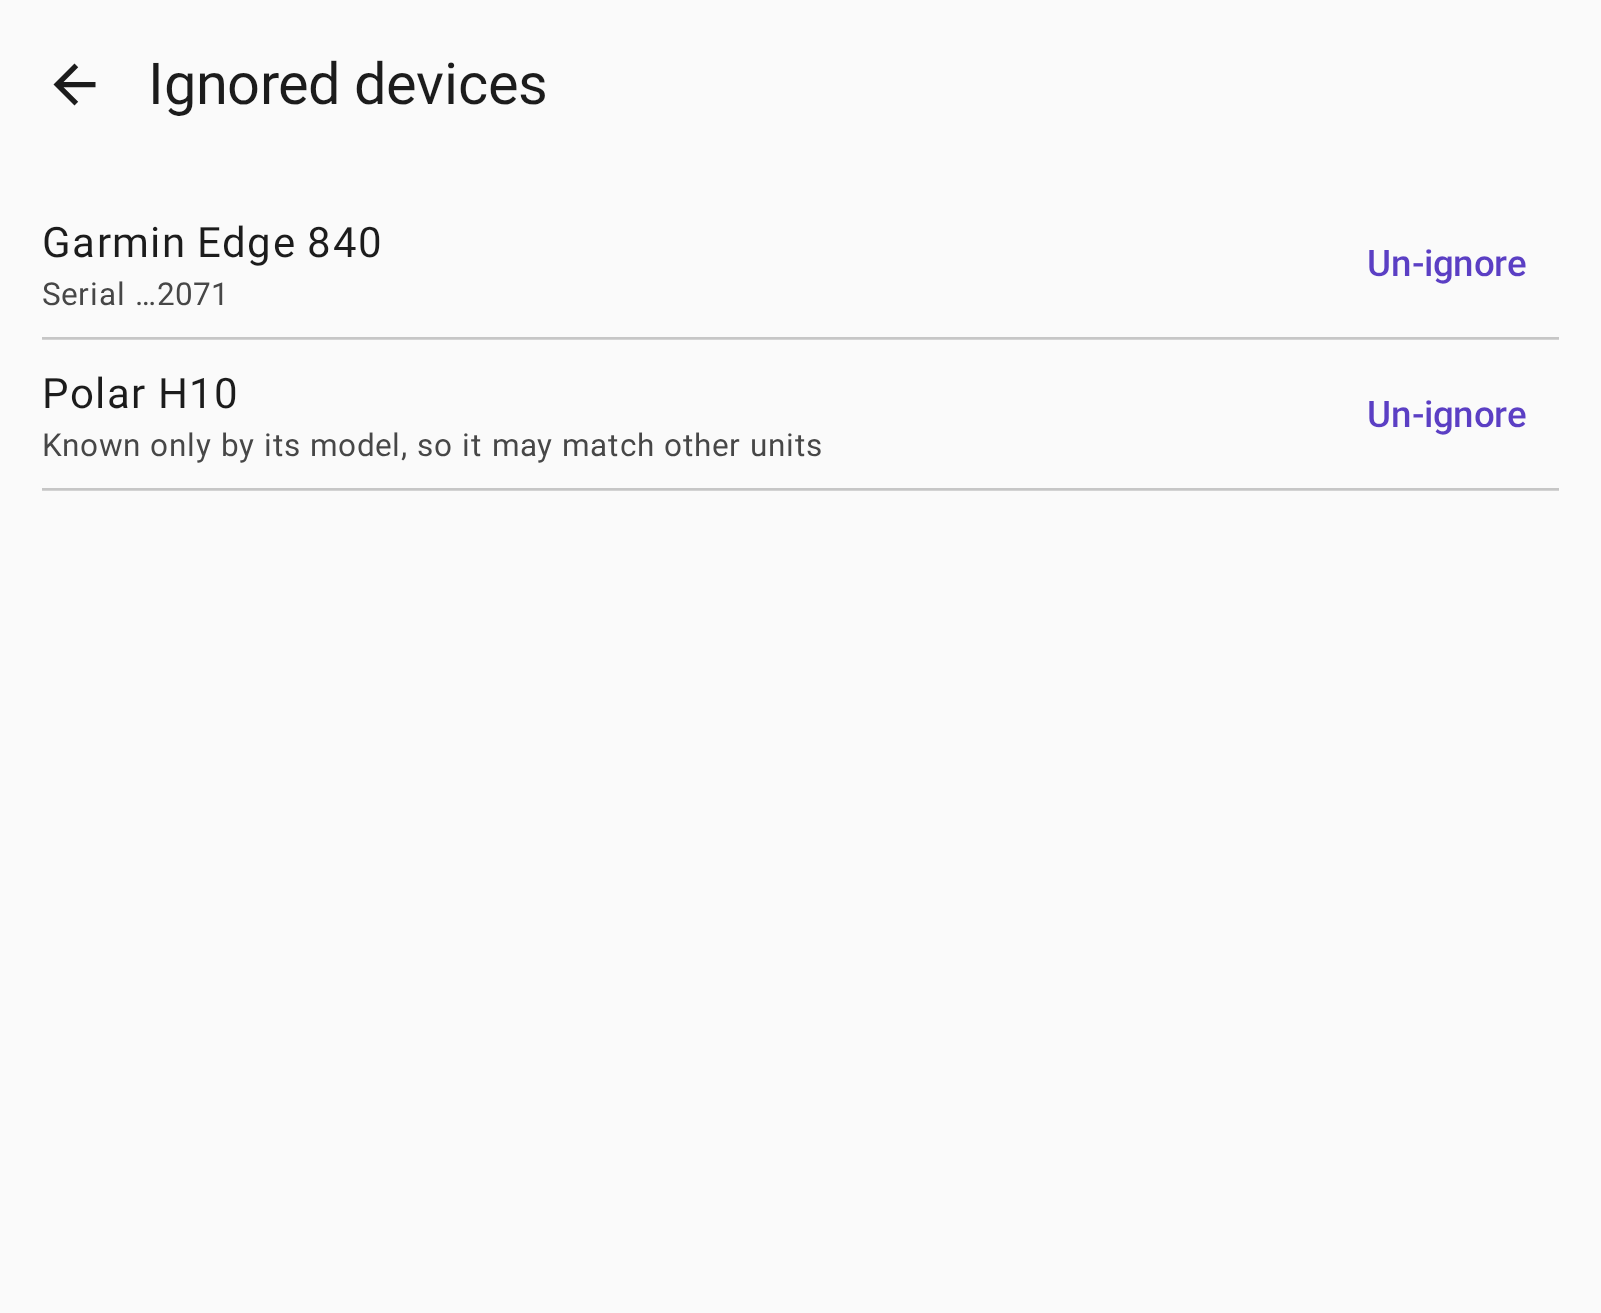 Ignored devices
Garmin Edge 840
Serial …2071
Un-ignore
Polar H10
Known only by its model, so it may match other units
Un-ignore